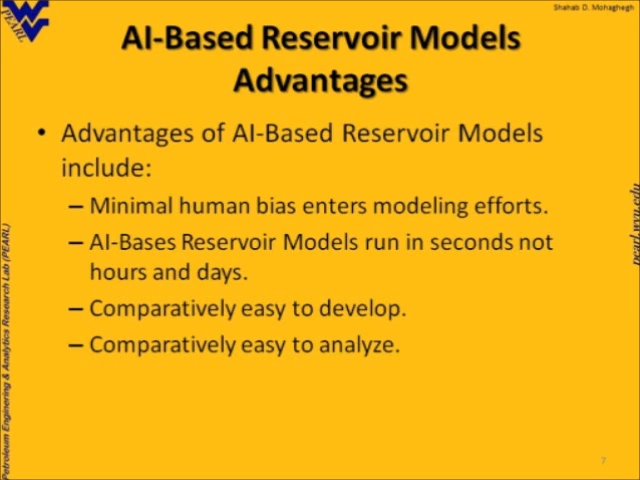 Shahab D. Mohaghegh
PEARL
AI-Based Reservoir Models
Advantages
• Advantages of AI-Based Reservoir Models
include:
– Minimal human bias enters modeling efforts.
– AI-Bases Reservoir Models run in seconds not
hours and days.
– Comparatively easy to develop.
– Comparatively easy to analyze.
Petroleum Enginering & Analytics Research Lab (PEARL)
pearl.wvu.edu
7